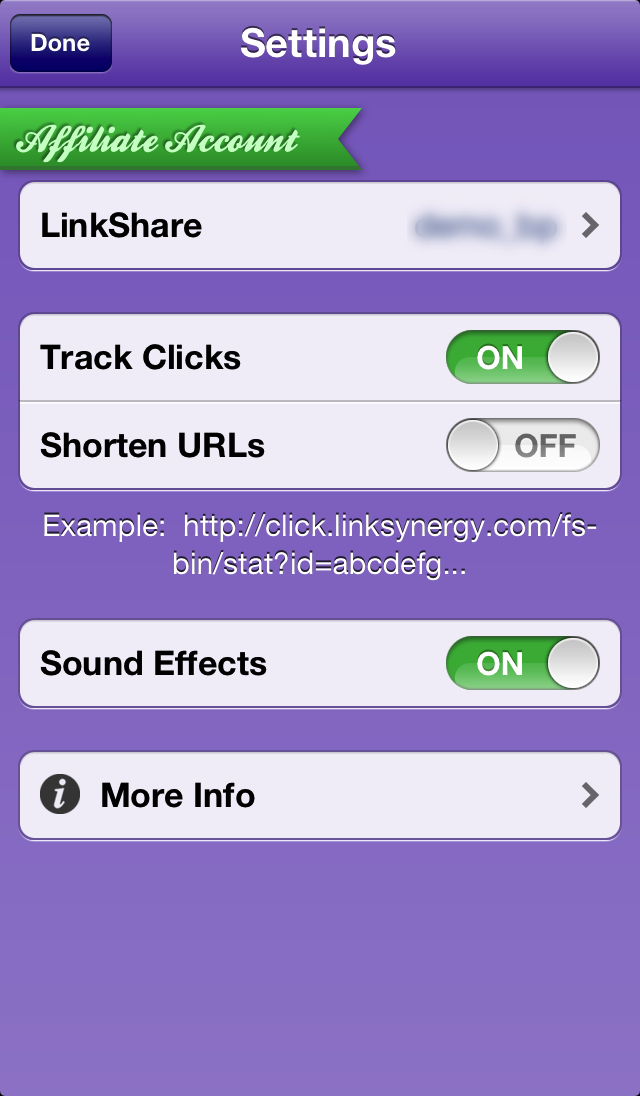 Done
Settings
Affiliate Account
LinkShare
Track Clicks ON
Shorten URLs OFF
Example: http://click.linksynergy.com/fs-
bin/stat?id=abcdefg...
Sound Effects ON
i More Info